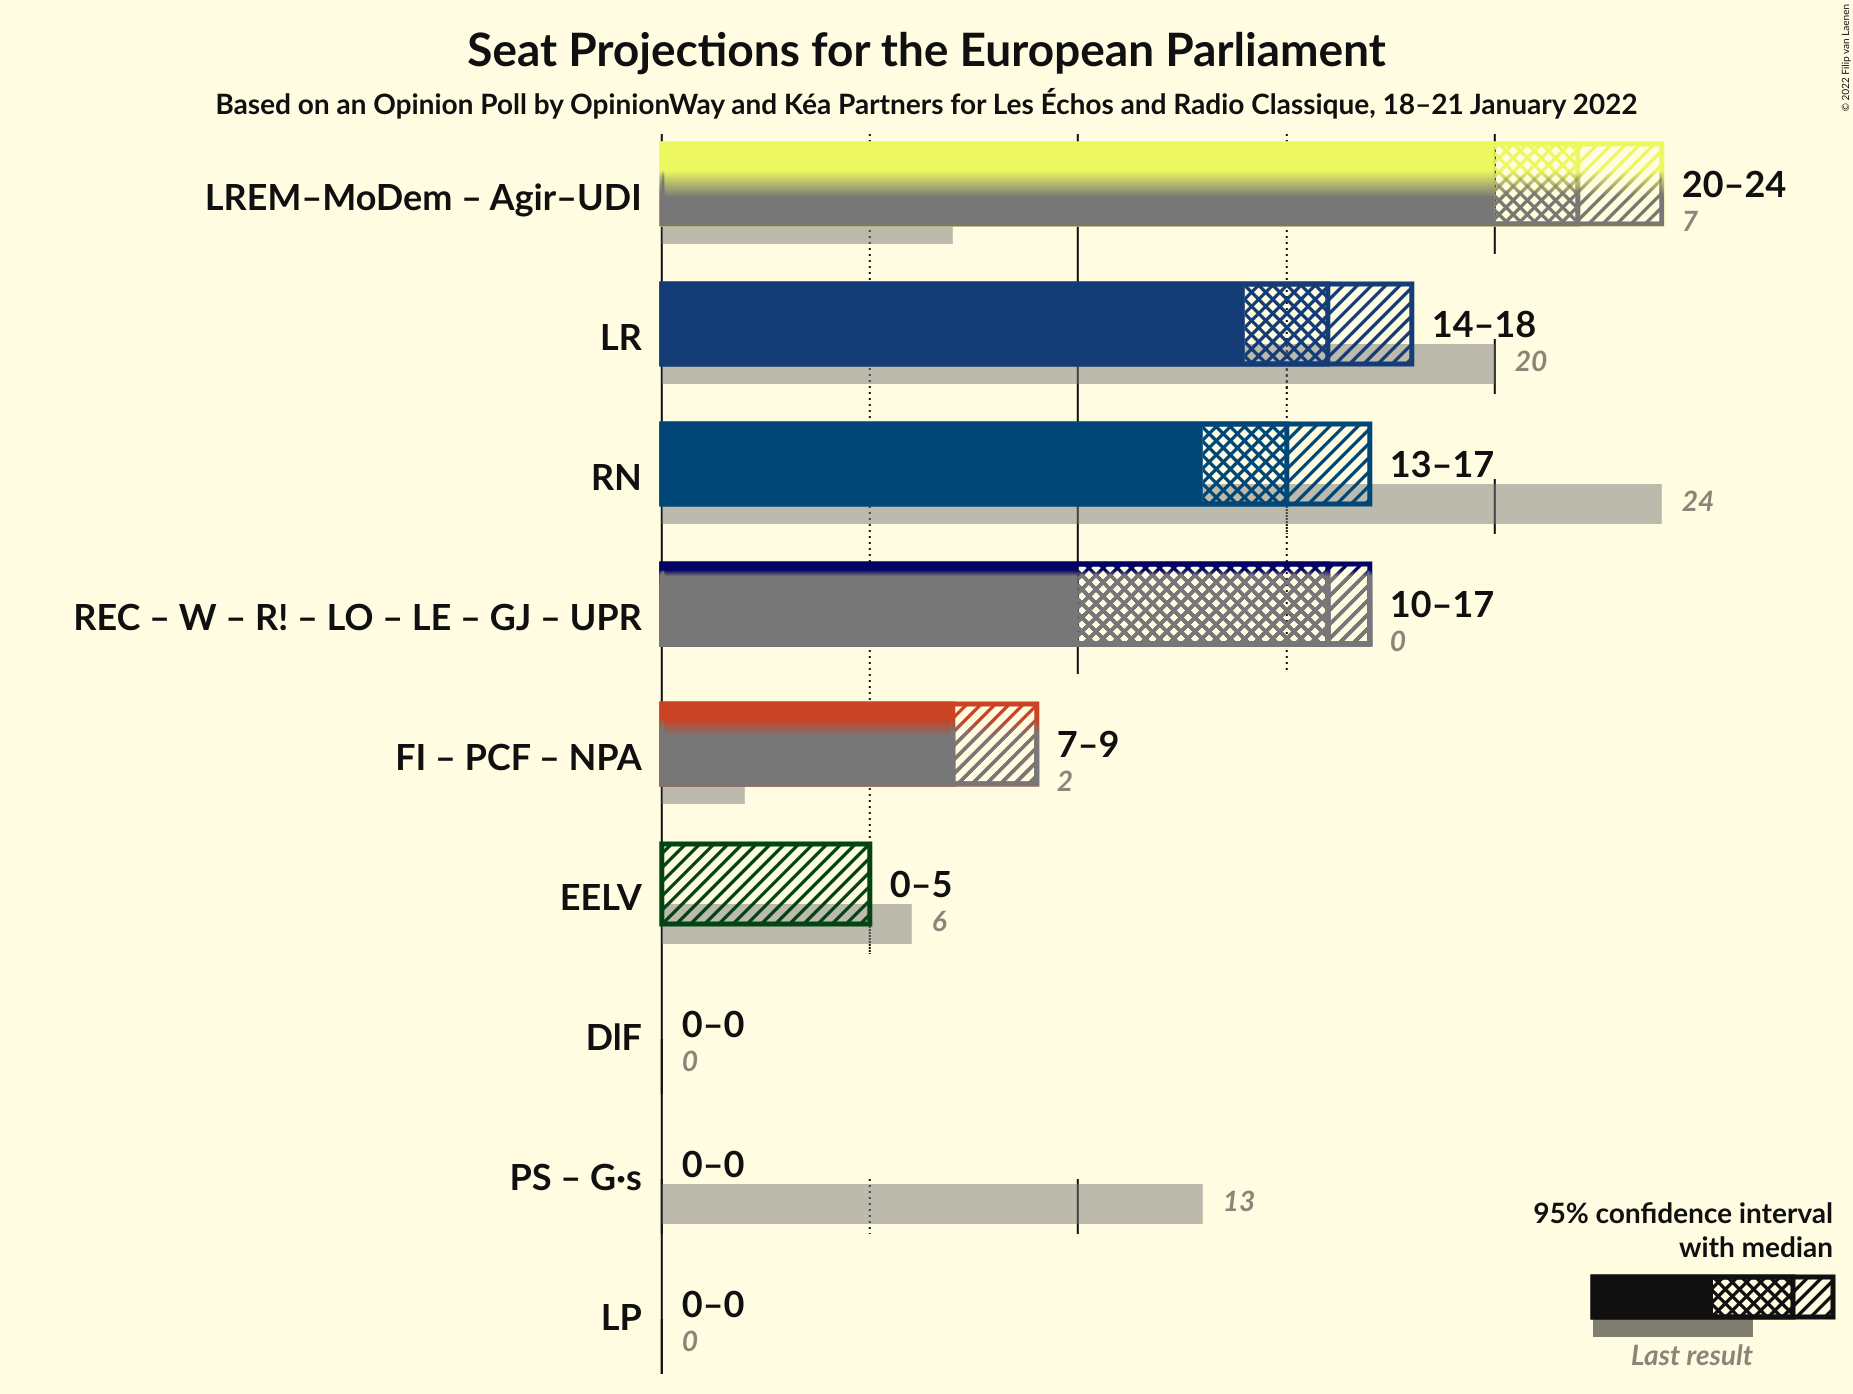 Seat Projections for the European Parliament
Based on an Opinion Poll by OpinionWay and Kéa Partners for Les Échos and Radio Classique, 18–21 January 2022
© 2022 Filip van Laenen
LREM–MoDem – Agir–UDI
20–24
7
LR
14–18
20
RN
13–17
24
REC – W – R! – LO – LE – GJ – UPR
10–17
0
FI – PCF – NPA
7–9
2
EELV
0–5
6
DlF
0–0
0
PS – G·s
0–0
13
LP
0–0
0
95% confidence interval
with median
Last result